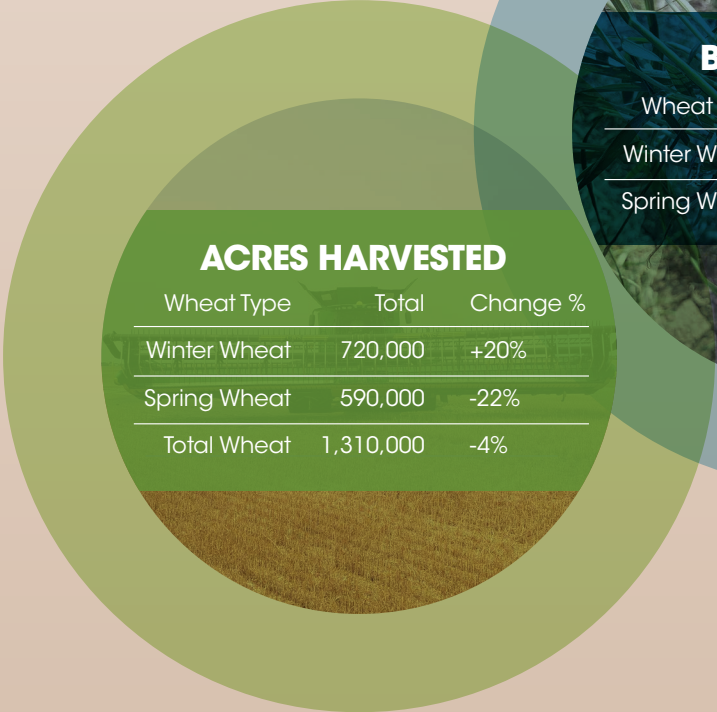 ACRES HARVESTED
Wheat Type Total Change %
Winter Wheat 720,000 +20%
Spring Wheat 590,000 -22%
Total Wheat 1,310,000 -4%
B
Wheat
Winter W
Spring W